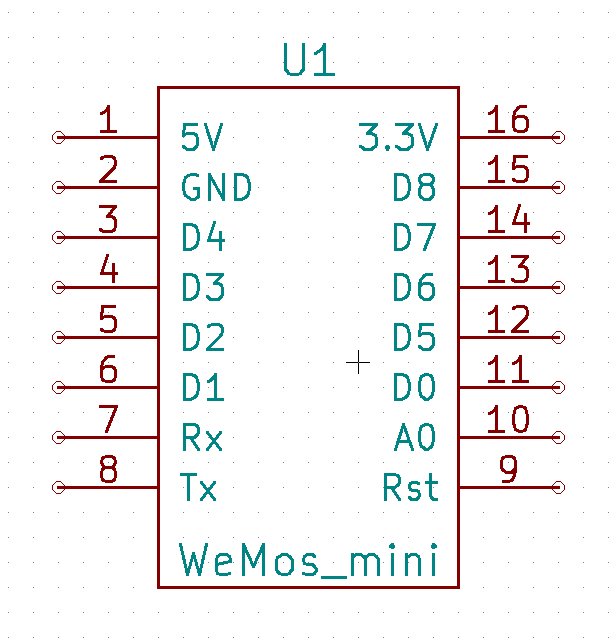 U1
1 5V 3.3V 16
2 GND D8 15
3 D4 D7 14
4 D3 D6 13
5 D2 D5 12
6 D1 D0 11
7 Rx A0 10
8 Tx Rst 9
WeMos_mini